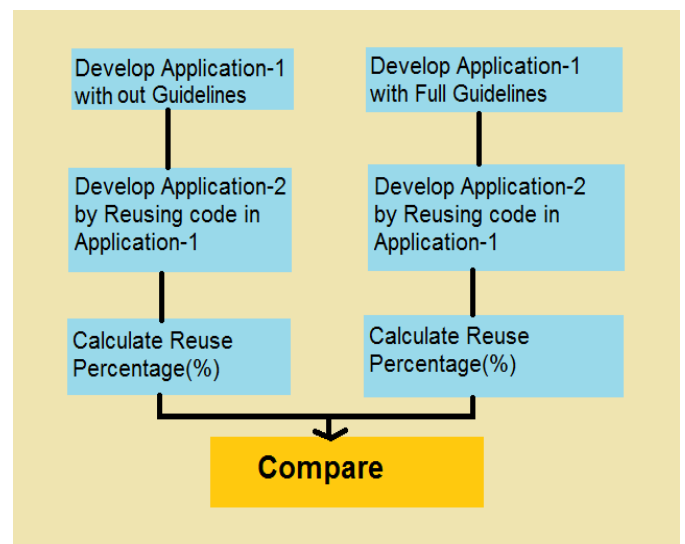 Develop Application-1
with out Guidelines
Develop Application-1
with Full Guidelines
Develop Application-2
by Reusing code in
Application-1
Develop Application-2
by Reusing code in
Application-1
Calculate Reuse
Percentage(%)
Calculate Reuse
Percentage(%)
Compare